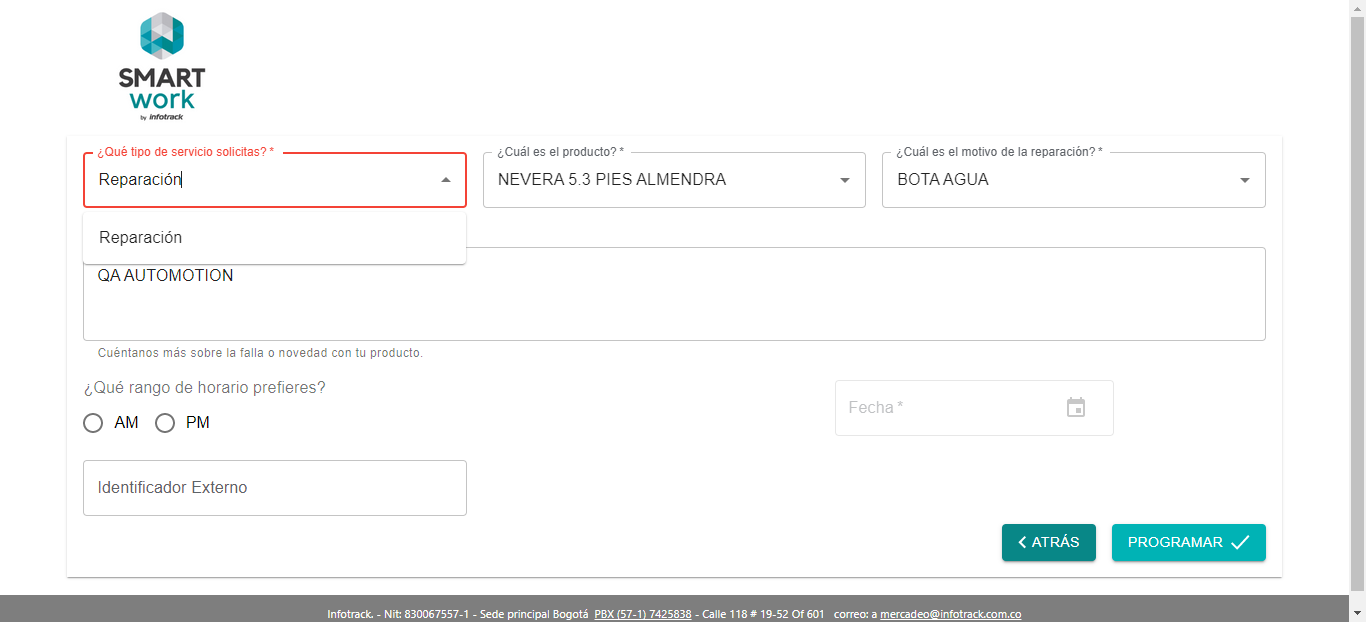 SMART
work
by infotrack
¿Qué tipo de servicio solicitas? *
Reparación
¿Cuál es el producto? *
NEVERA 5.3 PIES ALMENDRA
¿Cuál es el motivo de la reparación? *
BOTA AGUA
Reparación
QA AUTOMOTION
Cuéntanos más sobre la falla o novedad con tu producto.
¿Qué rango de horario prefieres?
AM PM
Fecha *
Identificador Externo
ATRÁS
PROGRAMAR
Infotrack. - Nit: 830067557-1 - Sede principal Bogotá PBX (57-1) 7425838 - Calle 118 # 19-52 Of 601 correo: a mercadeo@infotrack.com.co